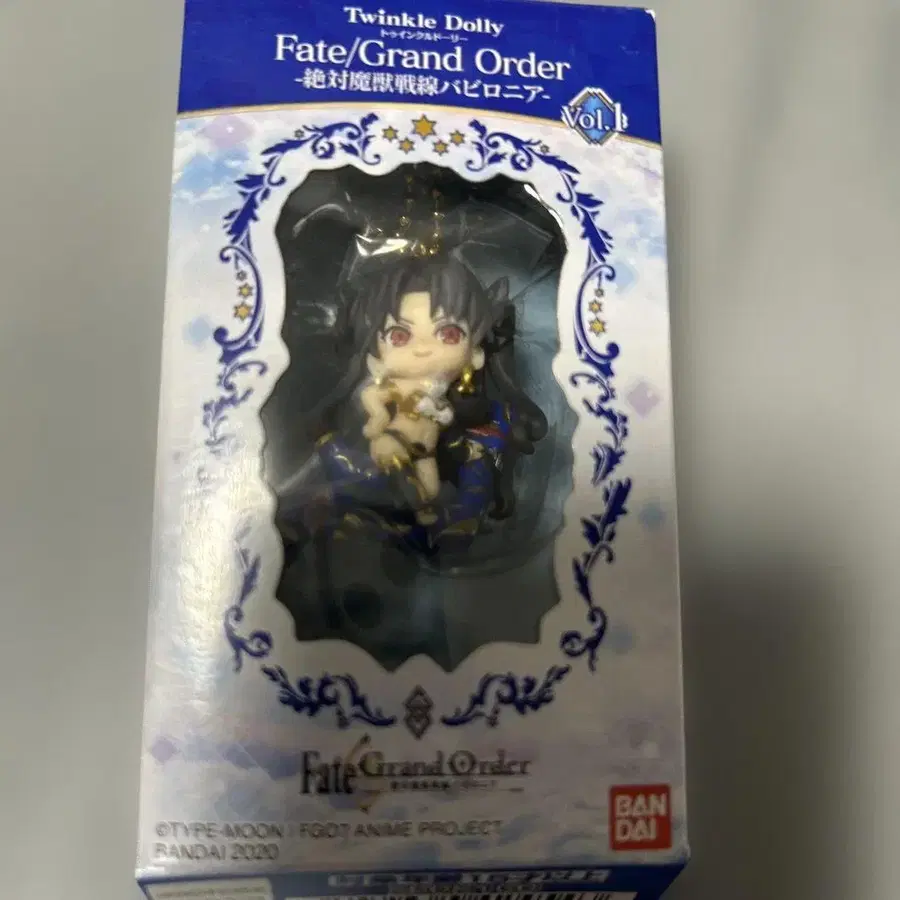 Twinkle Dolly
トゥインクルドーリー
Fate/Grand Order
-絶対魔獣戦線バビロニア-
Vol.1
Fate Grand Order
©TYPE-MOON / FGO7 ANIME PROJECT
BANDAI 2020
BAN
DAI